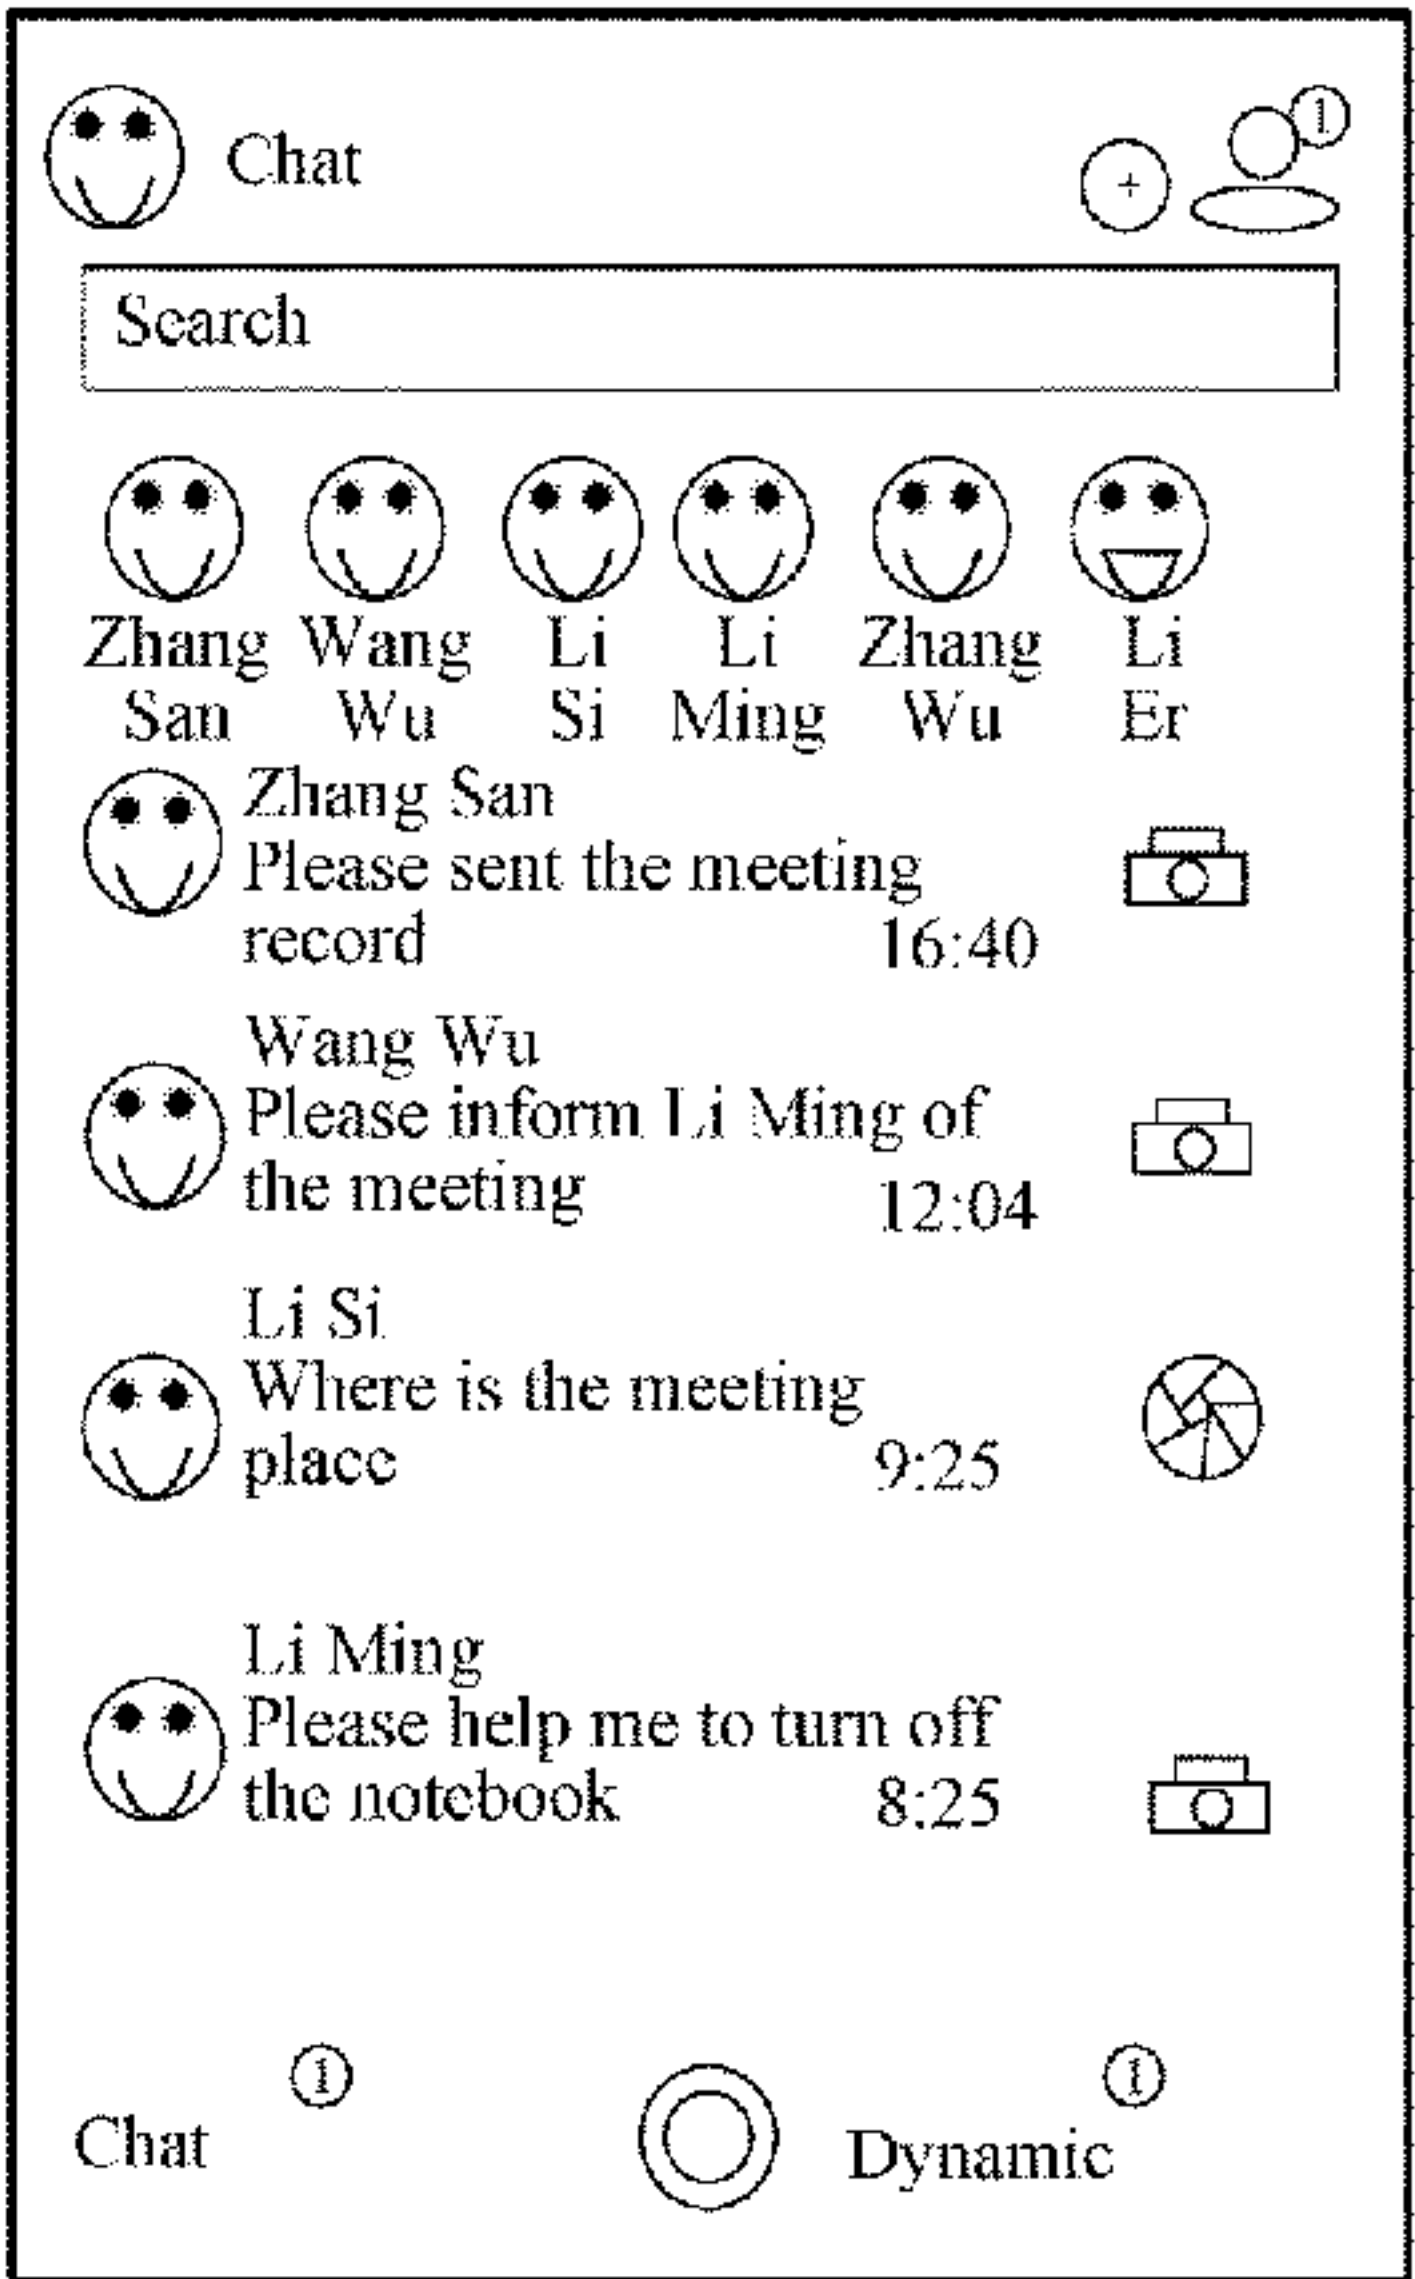 Chat
+
1
Search
Zhang Wang Li Li Zhang Li
San Wu Si Ming Wu Er
Zhang San
Please sent the meeting
record 16:40
Wang Wu
Please inform Li Ming of
the meeting 12:04
Li Si
Where is the meeting
place 9:25
Li Ming
Please help me to turn off
the notebook 8:25
1 1
Chat Dynamic